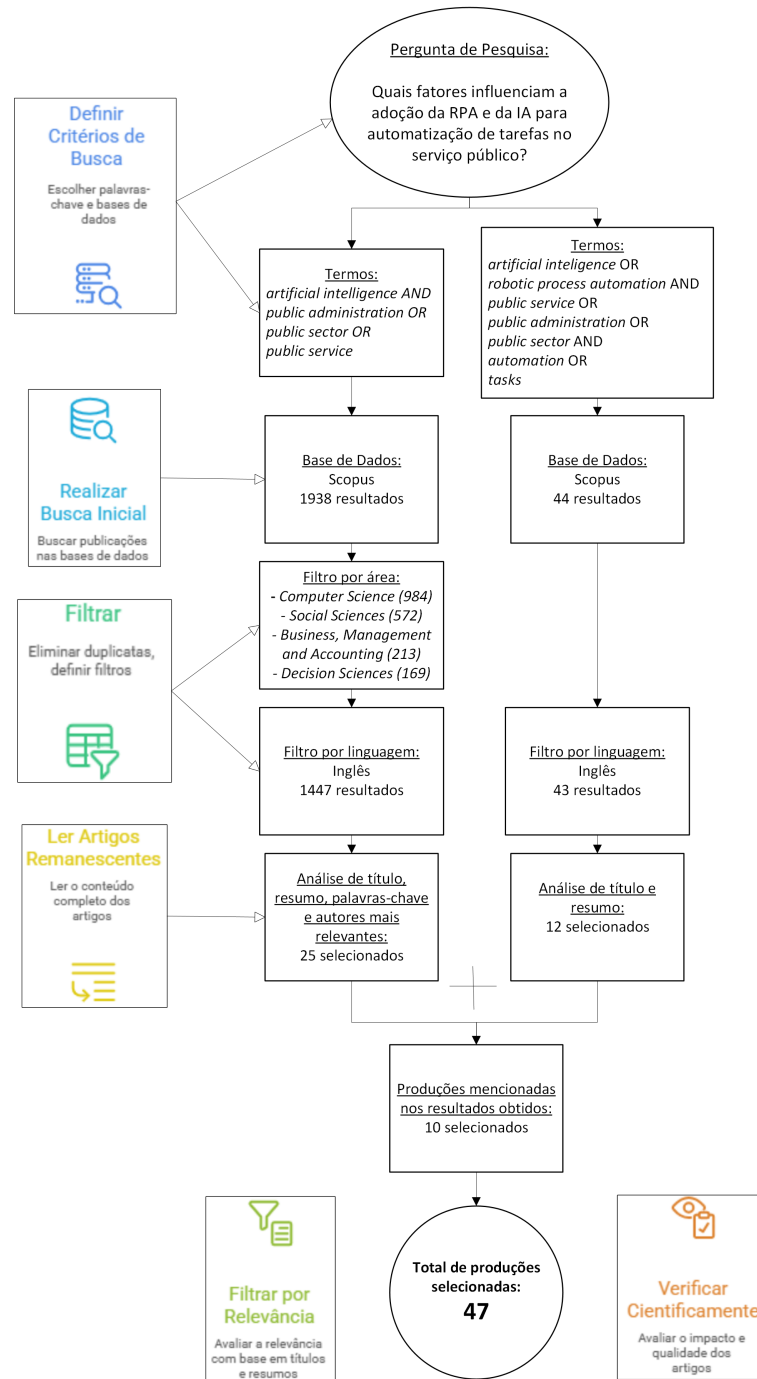 Pergunta de Pesquisa:
Quais fatores influenciam a
adoção da RPA e da IA para
automatização de tarefas no
serviço público?
Definir
Critérios de
Busca
Escolher palavras-
chave e bases de
dados
Termos:
artificial intelligence AND
public administration OR
public sector OR
public service
Termos:
artificial inteligence OR
robotic process automation AND
public service OR
public administration OR
public sector AND
automation OR
tasks
Realizar
Busca Inicial
Buscar publicações
nas bases de dados
Base de Dados:
Scopus
1938 resultados
Base de Dados:
Scopus
44 resultados
Filtrar
Eliminar duplicatas,
definir filtros
Filtro por área:
- Computer Science (984)
- Social Sciences (572)
- Business, Management
and Accounting (213)
- Decision Sciences (169)
Filtro por linguagem:
Inglês
1447 resultados
Filtro por linguagem:
Inglês
43 resultados
Ler Artigos
Remanescentes
Ler o conteúdo
completo dos
artigos
Análise de título,
resumo, palavras-chave
e autores mais
relevantes:
25 selecionados
Análise de título e
resumo:
12 selecionados
Produções mencionadas
nos resultados obtidos:
10 selecionados
Filtrar por
Relevância
Avaliar a relevância
com base em títulos
e resumos
Total de produções
selecionadas:
47
Verificar
Cientificamente
Avaliar o impacto e
qualidade dos
artigos